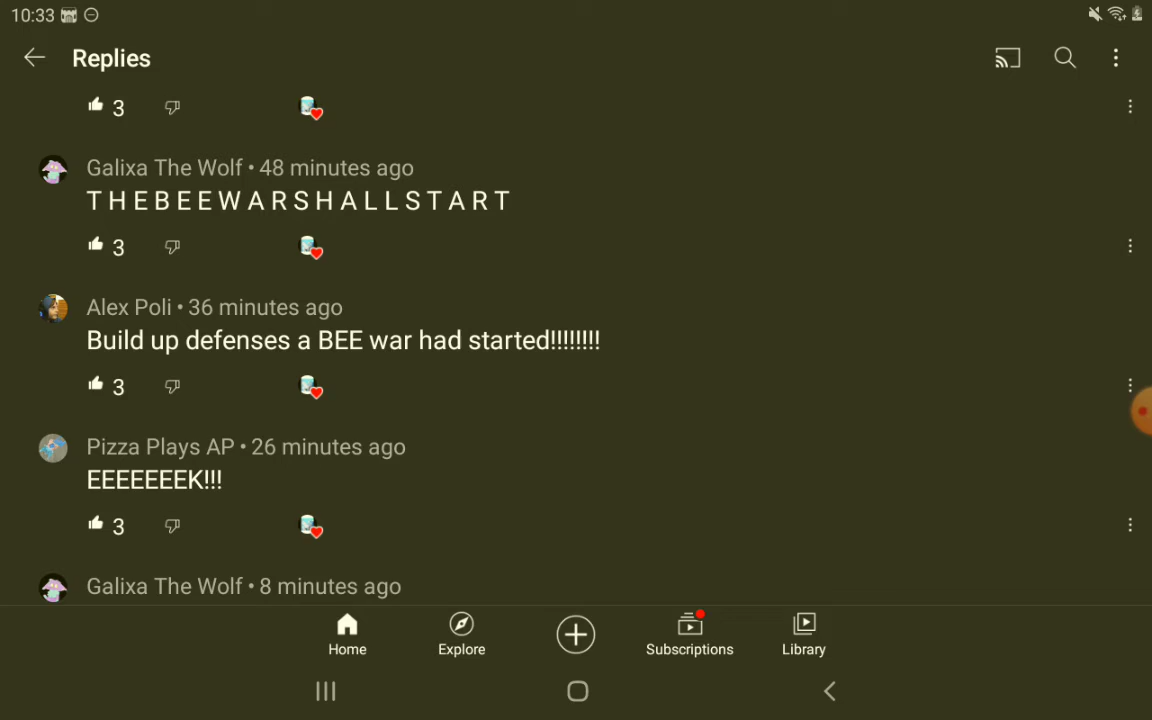 10:33
Replies
3
Galixa The Wolf • 48 minutes ago
T H E B E E W A R S H A L L S T A R T
3
Alex Poli • 36 minutes ago
Build up defenses a BEE war had started!!!!!!!!
3
Pizza Plays AP • 26 minutes ago
EEEEEEEK!!!
3
Galixa The Wolf • 8 minutes ago
Home Explore Subscriptions Library